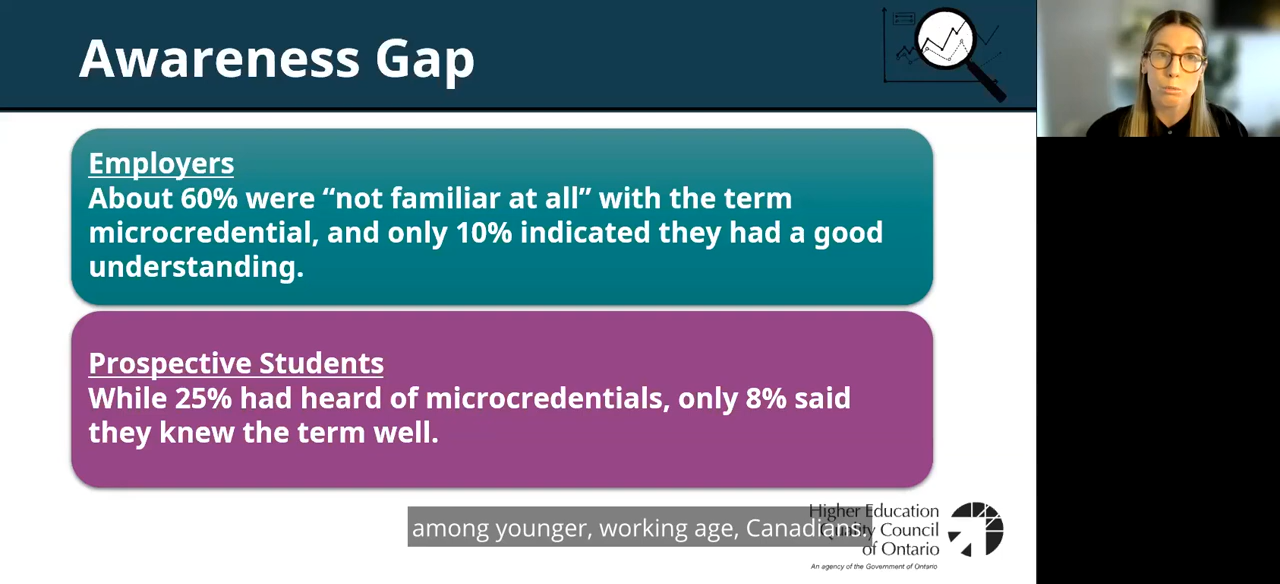 Awareness Gap
Employers
About 60% were “not familiar at all” with the term
microcredential, and only 10% indicated they had a good
understanding.
Prospective Students
While 25% had heard of microcredentials, only 8% said
they knew the term well.
Higher Education
Quality Council
of Ontario
An agency of the Government of Ontario
among younger, working age, Canadians.